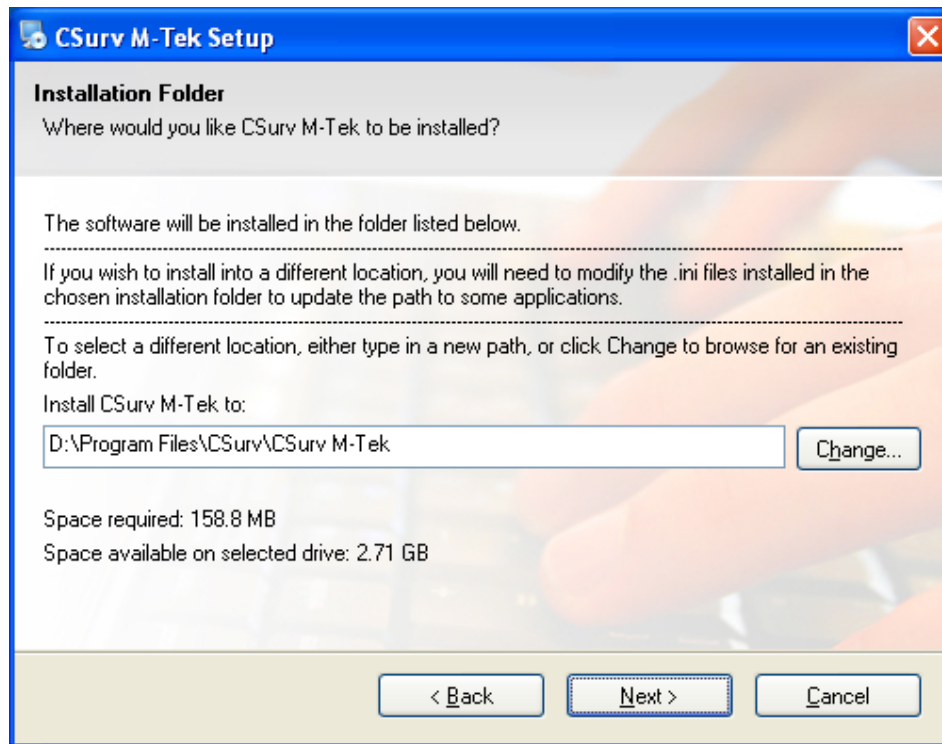 CSurv M-Tek Setup
Installation Folder
Where would you like CSurv M-Tek to be installed?
The software will be installed in the folder listed below.
--------------------------------------------------------------------------------
If you wish to install into a different location, you will need to modify the .ini files installed in the
chosen installation folder to update the path to some applications.
--------------------------------------------------------------------------------
To select a different location, either type in a new path, or click Change to browse for an existing
folder.
Install CSurv M-Tek to:
D:\Program Files\CSurv\CSurv M-Tek
Change...
Space required: 158.8 MB
Space available on selected drive: 2.71 GB
< Back
Next >
Cancel